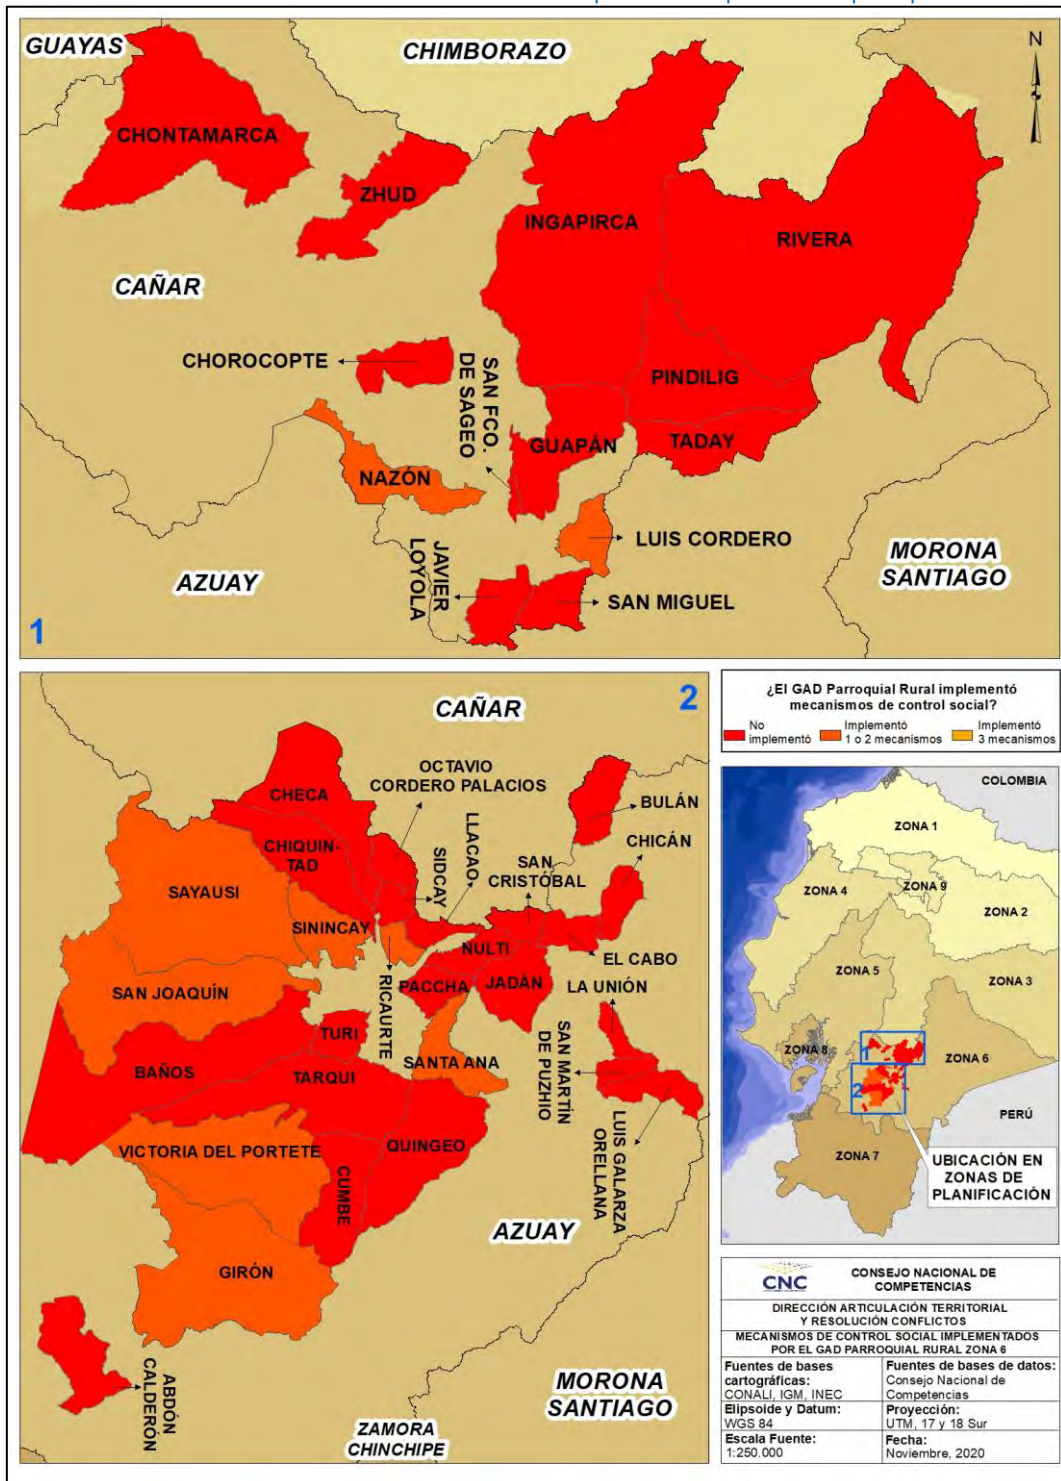 GUAYAS
CHIMBORAZO
N
CHONTAMARCA
ZHUD
INGAPIRCA
RIVERA
CAÑAR
CHOROCOPTE
SAN FCO.
DE SAGEO
PINDILIG
GUAPÁN
TADAY
NAZÓN
LUIS CORDERO
JAVIER
LOYOLA
MORONA
SANTIAGO
AZUAY
SAN MIGUEL
1
CAÑAR
2
OCTAVIO
CORDERO PALACIOS
CHECA
BULÁN
LLACAO
SIDCAY
CHICÁN
CHIQUIN-
TAD
SAN
CRISTÓBAL
SAYAUSI
SININCAY
NULTI
EL CABO
RICAURTE
PACCHA
JADÁN
LA UNIÓN
SAN JOAQUÍN
TURI
SANTA ANA
SAN MARTÍN
DE PUZHIO
BAÑOS
TARQUI
LUIS GALARZA
ORELLANA
VICTORIA DEL PORTETE
QUINGEO
CUMBE
AZUAY
GIRÓN
ABDÓN
CALDERÓN
MORONA
SANTIAGO
ZAMORA
CHINCHIPE
¿El GAD Parroquial Rural implementó
mecanismos de control social?
No
implementó
Implementó
1 o 2 mecanismos
Implementó
3 mecanismos
COLOMBIA
ZONA 1
ZONA 4
ZONA 9
ZONA 2
ZONA 5
ZONA 3
ZONA 8
1
ZONA 6
2
PERÚ
ZONA 7
UBICACIÓN EN
ZONAS DE
PLANIFICACIÓN
CNC
CONSEJO NACIONAL DE
COMPETENCIAS
DIRECCIÓN ARTICULACIÓN TERRITORIAL
Y RESOLUCIÓN CONFLICTOS
MECANISMOS DE CONTROL SOCIAL IMPLEMENTADOS
POR EL GAD PARROQUIAL RURAL ZONA 6
Fuentes de bases
cartográficas:
CONALI, IGM, INEC
Fuentes de bases de datos:
Consejo Nacional de
Competencias
Elipsoide y Datum:
WGS 84
Proyección:
UTM, 17 y 18 Sur
Escala Fuente:
1:250.000
Fecha:
Noviembre, 2020